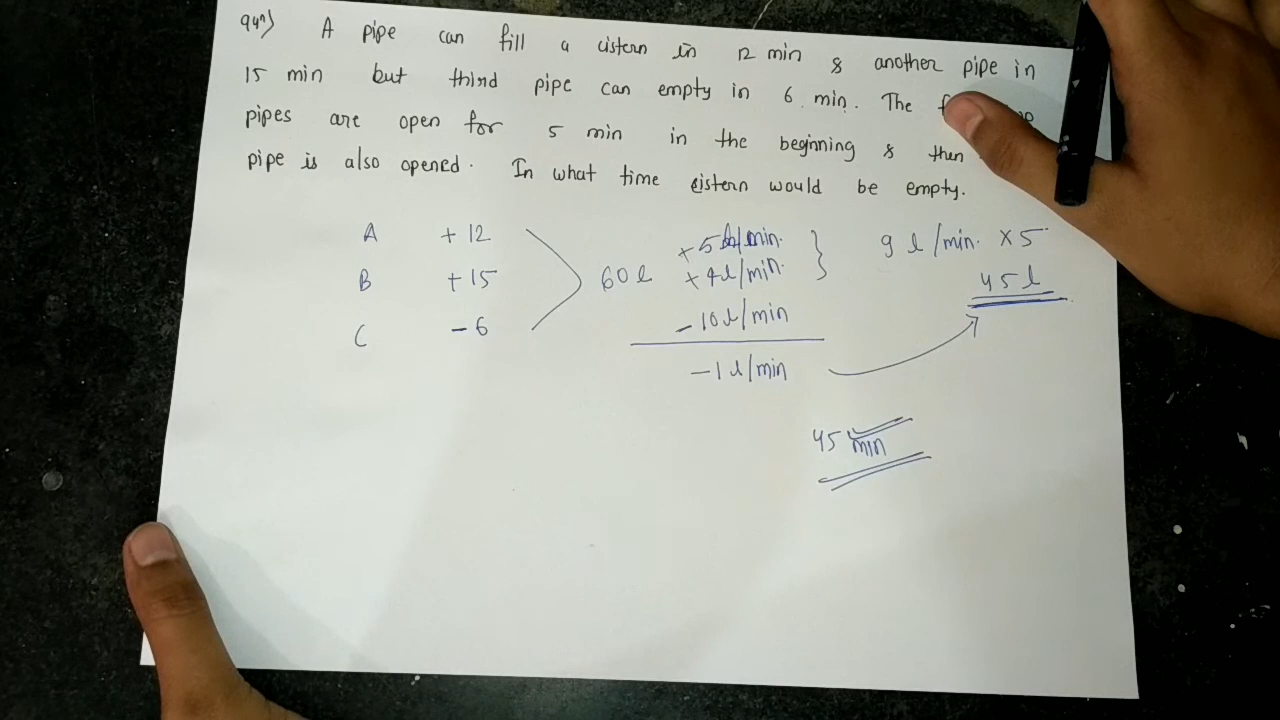 94n) A pipe can fill a cistern in 12 min & another pipe in
15 min but third pipe can empty in 6 min. The
pipes are open for 5 min in the beginning & then
pipe is also opened. In what time cistern would be empty.
A +12
B +15
C -6
60 l
+5 l/min.
+4 l/min.
-10 l/min
-1 l/min
9 l/min. x5
45 l
45 min